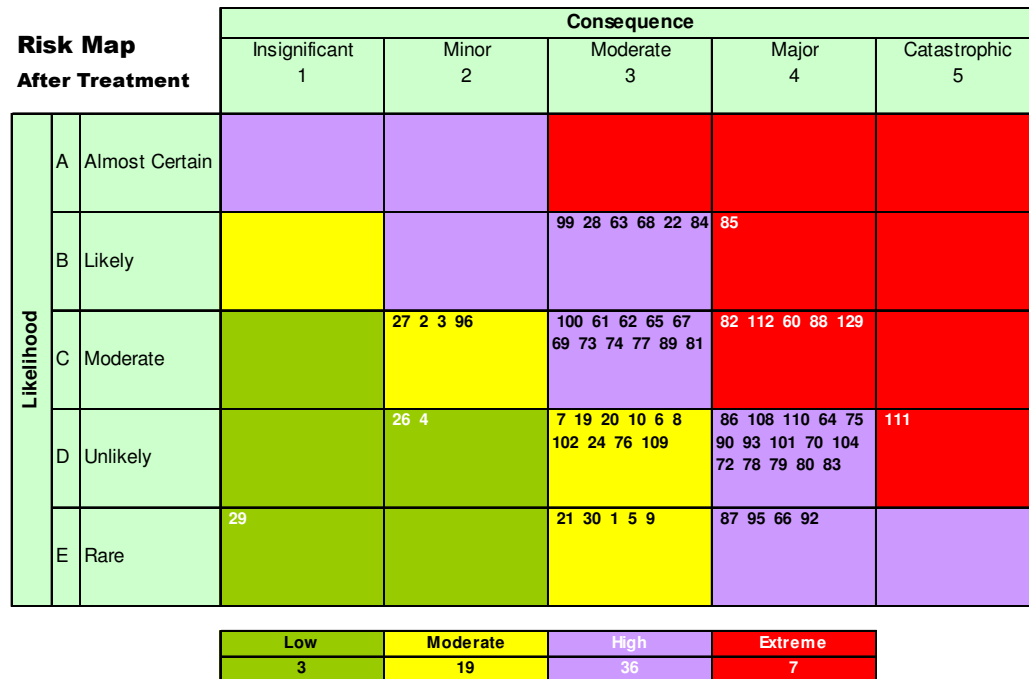 Risk Map
After Treatment
Consequence
Insignificant Minor Moderate Major Catastrophic
1 2 3 4 5
Likelihood
A Almost Certain
B Likely
99 28 63 68 22 84
85
C Moderate
27 2 3 96
100 61 62 65 67
69 73 74 77 89 81
82 112 60 88 129
D Unlikely
26 4
7 19 20 10 6 8
102 24 76 109
86 108 110 64 75
90 93 101 70 104
72 78 79 80 83
111
E Rare
29
21 30 1 5 9
87 95 66 92
Low Moderate High Extreme
3 19 36 7